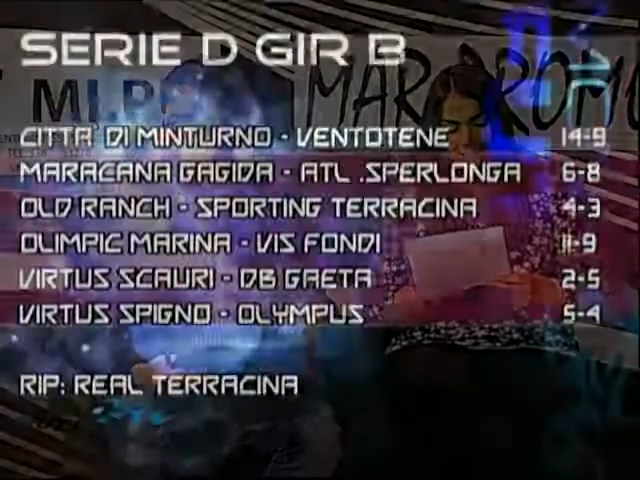 SERIE D GIR B
CITTA' DI MINTURNO - VENTOTENE 14-9
MARACANA GAGIDA - ATL .SPERLONGA 6-8
OLD RANCH - SPORTING TERRACINA 4-3
OLIMPIC MARINA - VIS FONDI 11-9
VIRTUS SCAURI - DB GAETA 2-5
VIRTUS SPIGNO - OLYMPUS 5-4
RIP: REAL TERRACINA